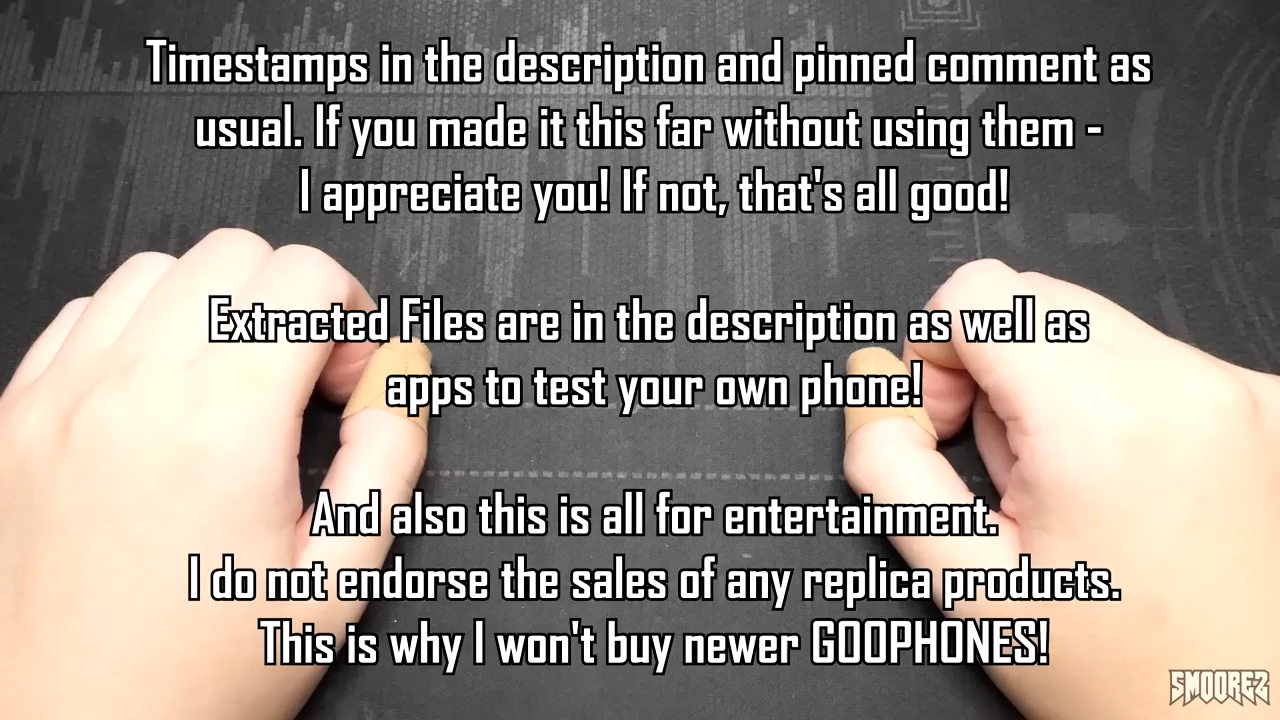 Timestamps in the description and pinned comment as
usual. If you made it this far without using them -
I appreciate you! If not, that's all good!
Extracted Files are in the description as well as
apps to test your own phone!
And also this is all for entertainment.
I do not endorse the sales of any replica products.
This is why I won't buy newer GOOPHONES!
SMOOREZ